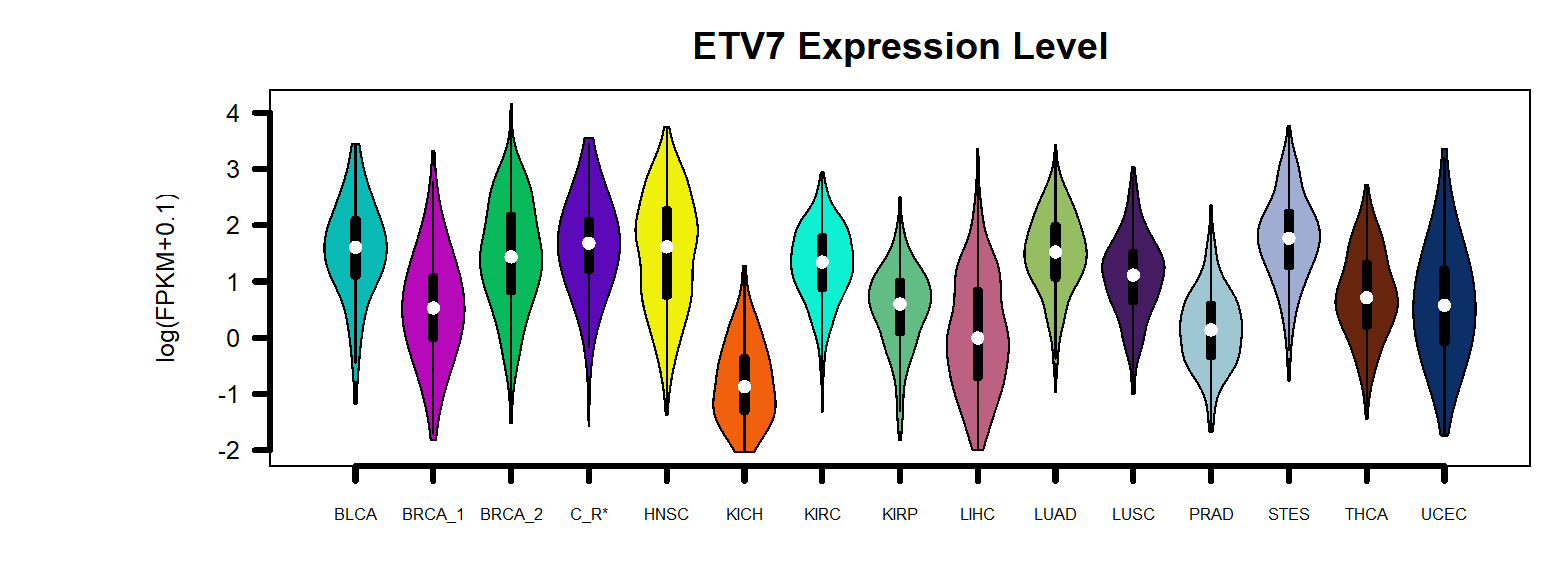 ETV7 Expression Level
log(FPKM+0.1)
4
3
2
1
0
-1
-2
BLCA BRCA_1 BRCA_2 C_R* HNSC KICH KIRC KIRP LIHC LUAD LUSC PRAD STES THCA UCEC